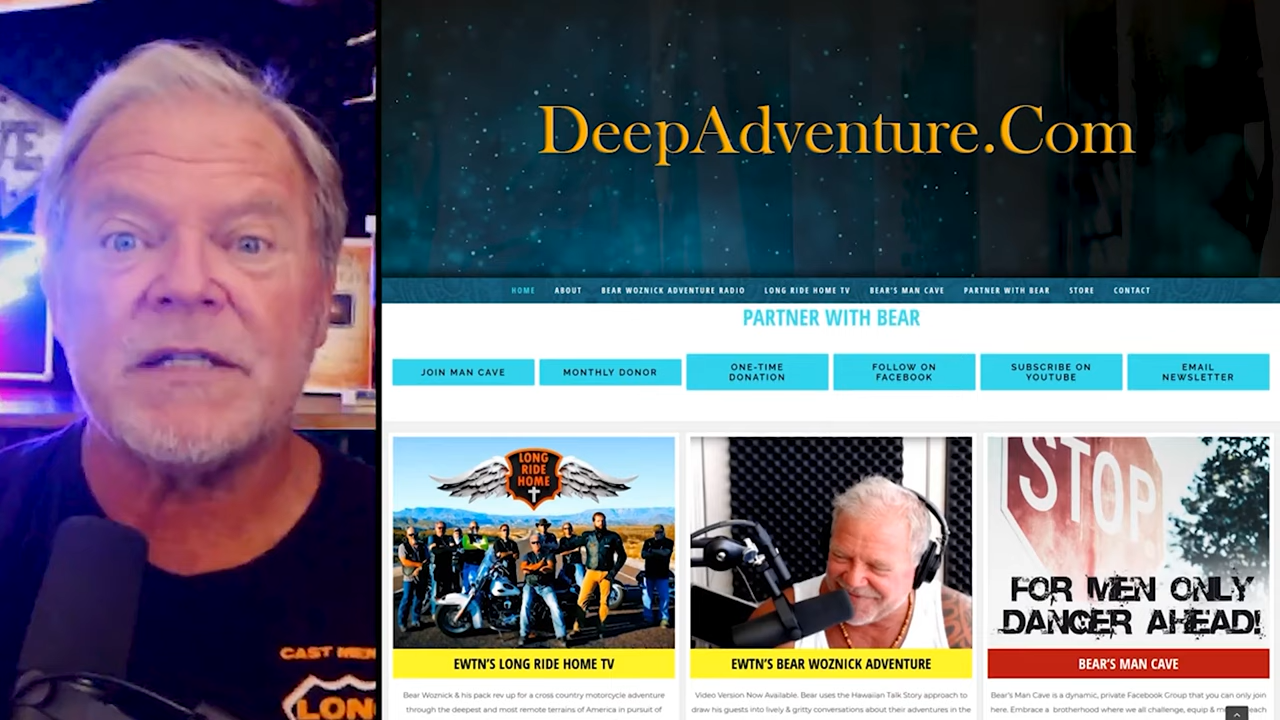 DeepAdventure.Com
HOME ABOUT BEAR WOZNICK ADVENTURE RADIO LONG RIDE HOME TV BEAR'S MAN CAVE PARTNER WITH BEAR STORE CONTACT
PARTNER WITH BEAR
JOIN MAN CAVE
MONTHLY DONOR
ONE-TIME
DONATION
FOLLOW ON
FACEBOOK
SUBSCRIBE ON
YOUTUBE
EMAIL
NEWSLETTER
LONG
RIDE
HOME
EWTN'S LONG RIDE HOME TV
Bear Woznick & his pack rev up for a cross country motorcycle adventure
through the deepest and most remote terrains of America in pursuit of
EWTN'S BEAR WOZNICK ADVENTURE
Video Version Now Available. Bear uses the Hawaiian Talk Story approach to
draw his guests into lively & gritty conversations about their adventures in the
STOP
FOR MEN ONLY
DANGER AHEAD!
BEAR'S MAN CAVE
Bear's Man Cave is a dynamic, private Facebook Group that you can only join
here. Embrace a brotherhood where we all challenge, equip &
CAST MEN
LON